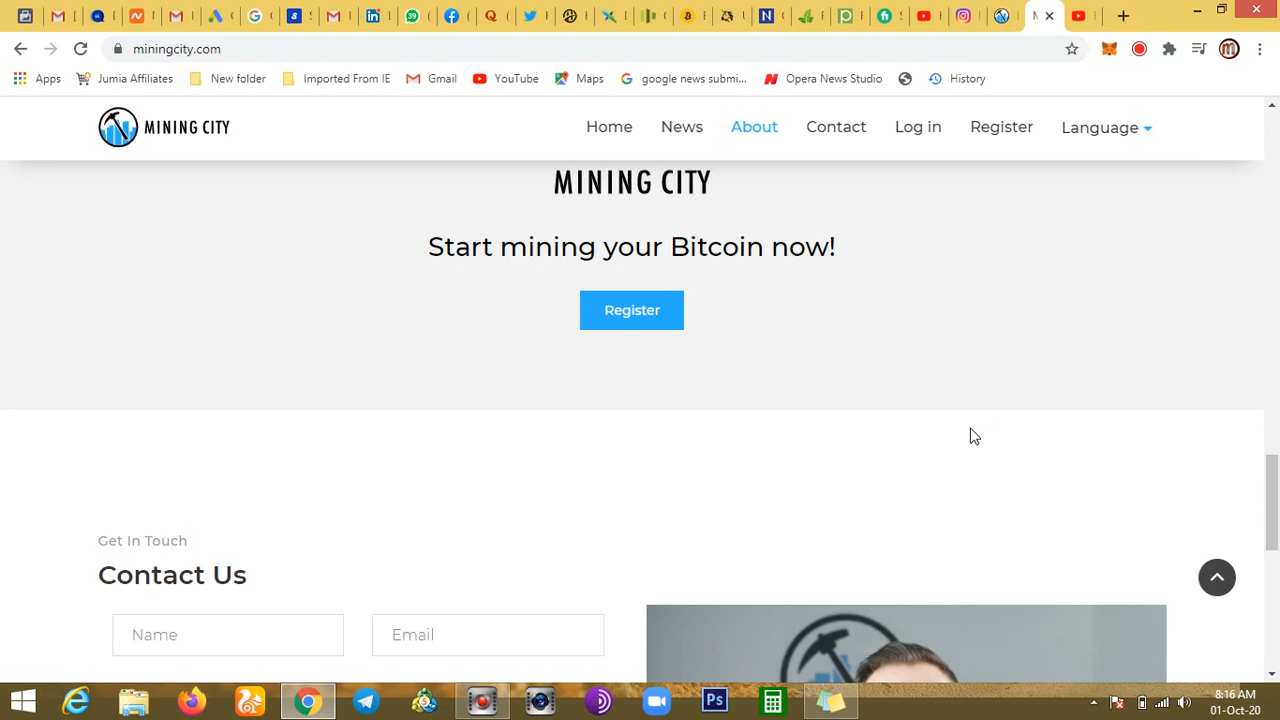 miningcity.com
Apps Jumia Affiliates New folder Imported From IE Gmail YouTube Maps google news submi... Opera News Studio History
MINING CITY Home News About Contact Log in Register Language
MINING CITY
Start mining your Bitcoin now!
Register
Get In Touch
Contact Us
Name Email
8:16 AM
01-Oct-20